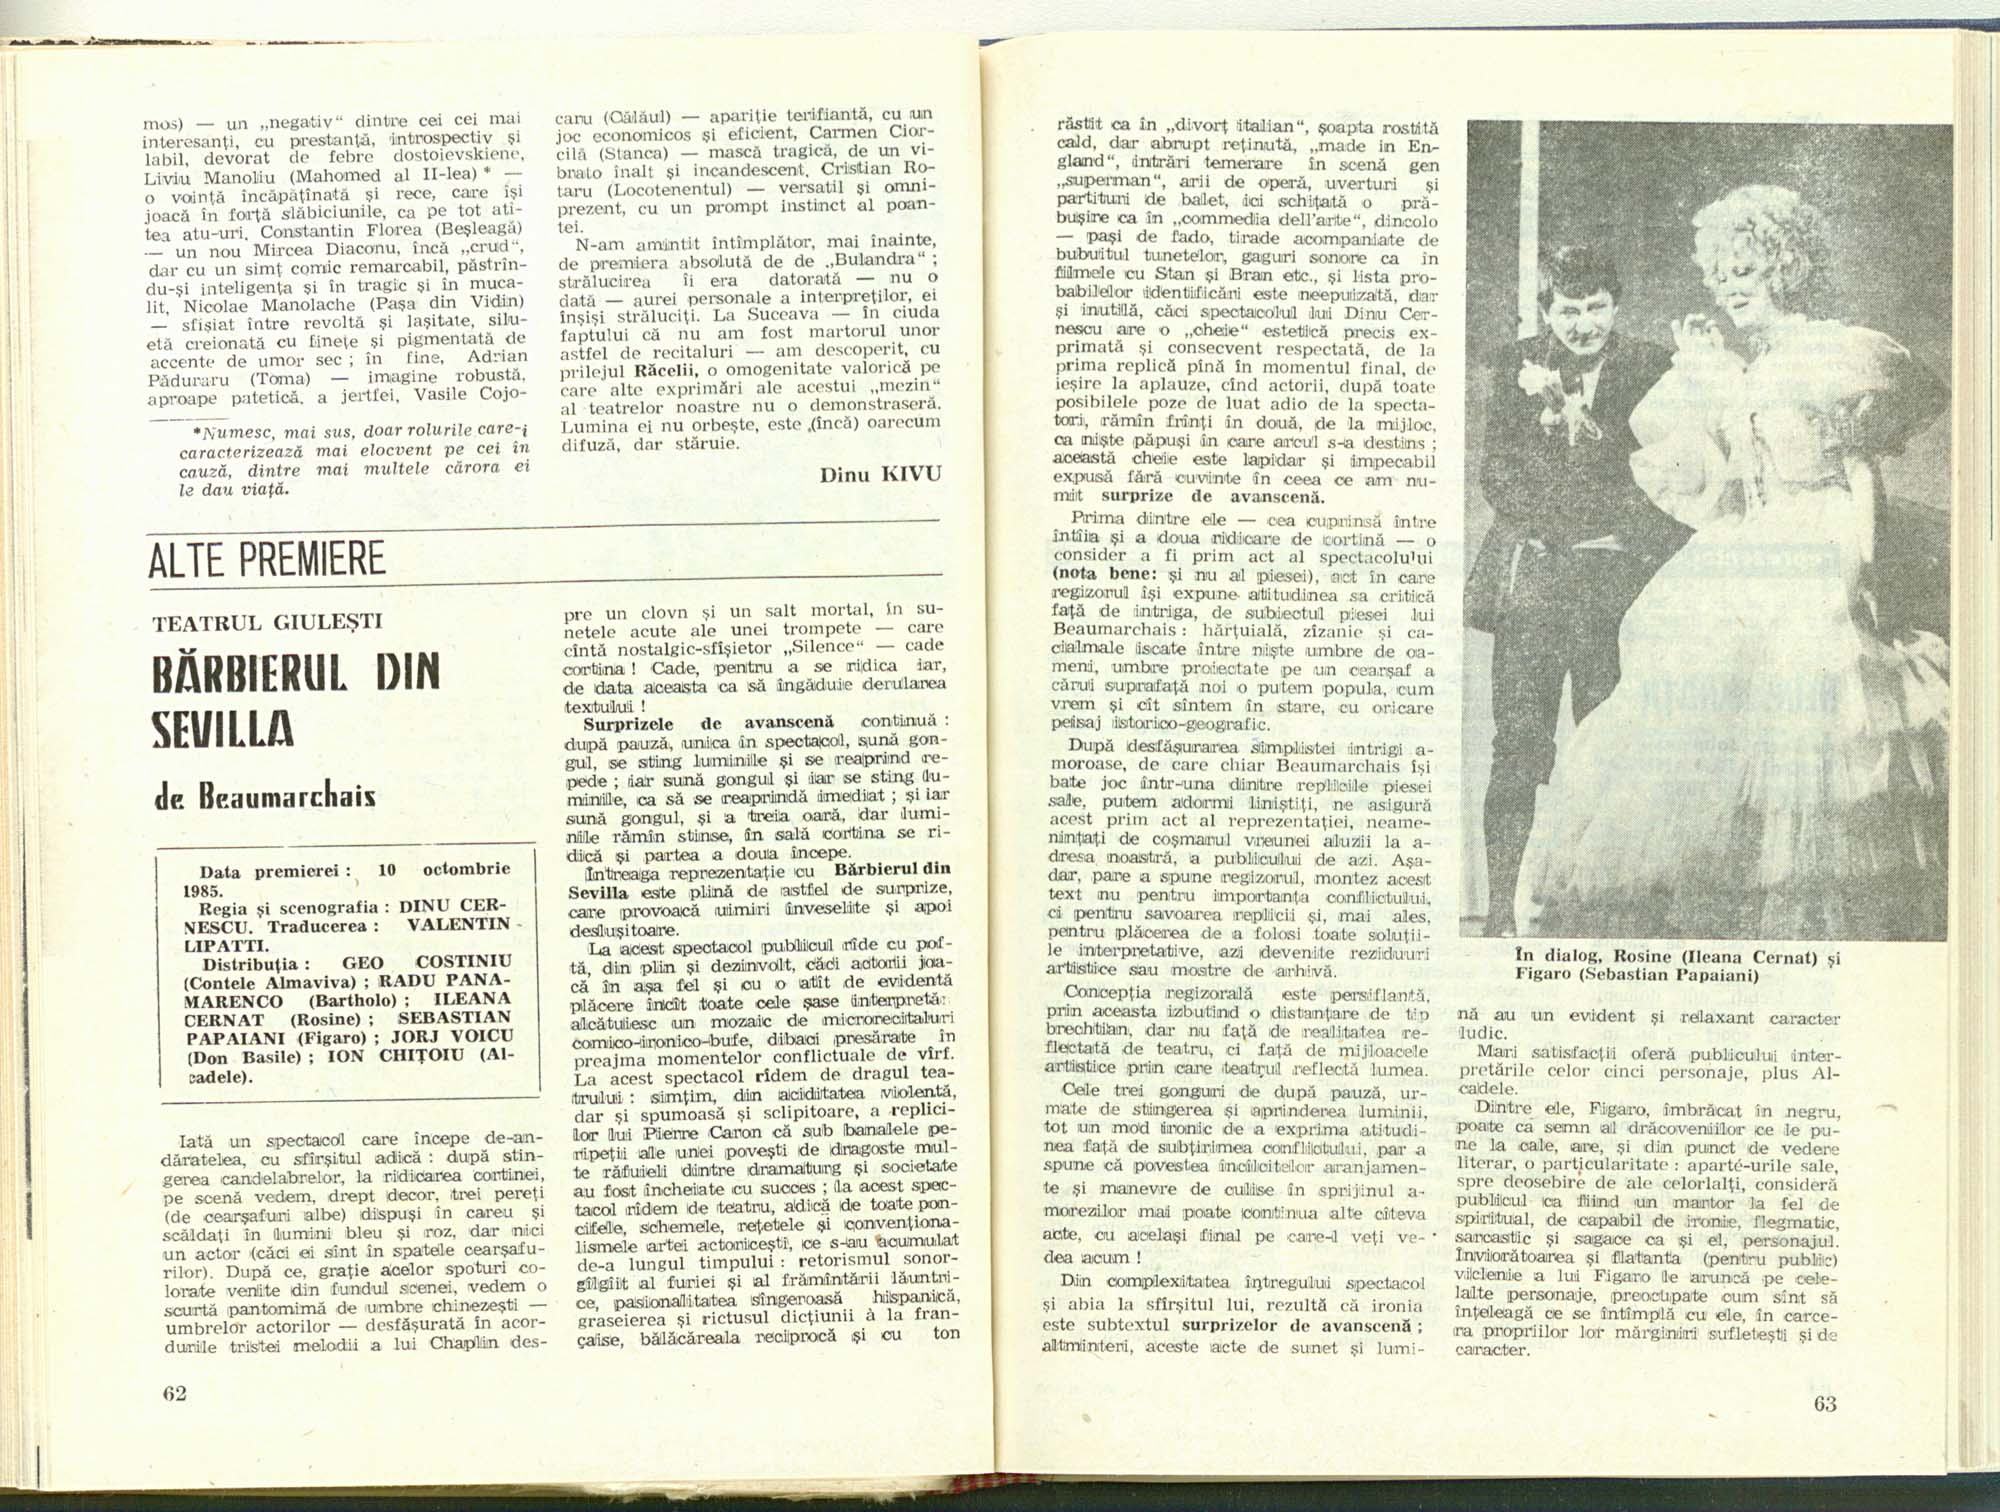 mos) — un „negativ“ dintre cei cei mai
interesanți, cu prestanță, introspectiv și
labil, devorat de febre dostoievskiene,
Liviu Manoliu (Mahomed al II-lea) * —
o voință încăpățînată și rece, care își
joacă în forță slăbiciunile, ca pe tot ati-
tea atu-uri, Constantin Florea (Beșleagă)
— un nou Mircea Diaconu, încă „crud“,
dar cu un simț comic remarcabil, păstrîn-
du-și inteligența și în tragic și în muca-
lit, Nicolae Manolache (Pașa din Vidin)
— sfîșiat între revoltă și lașitate, silu-
etă creionată cu finețe și pigmentată de
accente de umor sec ; în fine, Adrian
Păduraru (Toma) — imagine robustă,
aproape patetică, a jertfei, Vasile Cojo-
*Numesc, mai sus, doar rolurile care-i
caracterizează mai elocvent pe cei în
cauză, dintre mai multele cărora ei
le dau viață.
canu (Călăul) — apariție terifiantă, cu un
joc economicos și eficient, Carmen Cior-
cilă (Stanca) — mască tragică, de un vi-
brato înalt și incandescent, Cristian Ro-
taru (Locotenentul) — versatil și omni-
prezent, cu un prompt instinct al poan-
tei.
N-am amintit întîmplător, mai înainte,
de premiera absolută de de „Bulandra“ ;
strălucirea îi era datorată — nu o
dată — aurei personale a interpreților, ei
înșiși străluciți. La Suceava — în ciuda
faptului că nu am fost martorul unor
astfel de recitaluri — am descoperit, cu
prilejul Răcelii, o omogenitate valorică pe
care alte exprimări ale acestui „mezin“
al teatrelor noastre nu o demonstraseră.
Lumina ei nu orbește, este (încă) oarecum
difuză, dar stăruie.
Dinu KIVU
ALTE PREMIERE
TEATRUL GIULEȘTI
BĂRBIERUL DIN
SEVILLA
de Beaumarchais
Data premierei : 10 octombrie
1985.
Regia și scenografia : DINU CER-
NESCU. Traducerea : VALENTIN
LIPATTI.
Distribuția : GEO COSTINIU
(Contele Almaviva) ; RADU PANA-
MARENCO (Bartholo) ; ILEANA
CERNAT (Rosine) ; SEBASTIAN
PAPAIANI (Figaro) ; JORJ VOICU
(Don Basile) ; ION CHIȚOIU (Al-
cadele).
Iată un spectacol care începe de-an-
dăratelea, cu sfîrșitul adică : după stin-
gerea candelabrelor, la ridicarea cortinei,
pe scenă vedem, drept decor, trei pereți
(de cearșafuri albe) dispuși în careu și
scăldați în lumini bleu și roz, dar nici
un actor (căci ei sînt în spatele cearșafu-
rilor). După ce, grație acelor spoturi co-
lorate venite din fundul scenei, vedem o
scurtă pantomimă de umbre chinezești —
umbrelor actorilor — desfășurată în acor-
durile tristei melodii a lui Chaplin des-
pre un clovn și un salt mortal, în su-
netele acute ale unei trompete — care
cîntă nostalgic-sfîșietor „Silence“ — cade
cortina ! Cade, pentru a se ridica iar,
de data aceasta ca să îngăduie derularea
textului !
Surprizele de avanscenă continuă :
după pauză, unica în spectacol, sună gon-
gul, se sting luminile și se reaprind re-
pede ; iar sună gongul și iar se sting lu-
miniile, ca să se reaprindă imediat ; și iar
sună gongul, și a treia oară, dar lumi-
nile rămîn stinse, în sală cortina se ri-
dică și partea a doua începe.
Întreaga reprezentație cu Bărbierul din
Sevilla este plină de astfel de surprize,
care provoacă uimiri înveselite și apoi
deslușitoare.
La acest spectacol publicul rîde cu pof-
tă, din plin și dezinvolt, căci actorii joa-
că în așa fel și cu o atît de evidentă
plăcere încît toate cele șase interpretă-
alcătuiesc un mozaic de microrecitaluri
comico-ironico-bufe, dibaci presărate în
preajma momentelor conflictuale de vîrf.
La acest spectacol rîdem de dragul tea-
trului : simțim, din aciditatea violentă,
dar și spumoasă și sclipitoare, a replici-
lor lui Pierre Caron că sub banalele pe-
ripeții ale unei povești de dragoste mul-
te răfuieli dintre dramaturg și societate
au fost încheiate cu succes ; la acest spec-
tacol rîdem de teatru, adică de toate pon-
cifele, schemele, rețetele și convenționa-
lismele artei actoricești, ce s-au acumulat
de-a lungul timpului : retorismul sonor-
gîlgîit al furiei și al frămîntării lăuntri-
ce, pasionalitatea sîngeroasă hispanică,
graseierea și rictusul dicțiunii à la fran-
çaise, bălăcăreala reciprocă și cu ton
62
răstit ca în „divorț italian“, șoapta rostită
cald, dar abrupt reținută, „made in En-
gland“, intrări temerare în scenă gen
„superman“, arii de operă, uverturi și
partituri de balet, ici schițată o pră-
bușire ca în „commedia dell'arte“, dincolo
— pași de fado, tirade acompaniate de
bubuitul tunetelor, gaguri sonore ca în
filmele cu Stan și Bran etc., și lista pro-
babilelor identificări este neepuizată, dar
și inutilă, căci spectacolul lui Dinu Cer-
nescu are o „cheie“ estetică precis ex-
primată și consecvent respectată, de la
prima replică pînă în momentul final, de
ieșire la aplauze, cînd actorii, după toate
posibilele poze de luat adio de la specta-
tori, rămîn frînți în două, de la mijloc,
ca niște păpuși în care arcul s-a destins ;
această cheie este lapidar și impecabil
expusă fără cuvinte în ceea ce am nu-
mit surprize de avanscenă.
Prima dintre ele — cea cuprinsă între
întîia și a doua ridicare de cortină — o
consider a fi prim act al spectacolului
(nota bene: și nu al piesei), act în care
regizorul își expune atitudinea sa critică
față de intriga, de subiectul piesei lui
Beaumarchais : hărțuială, zîzanie și ca-
cialmale iscate între niște umbre de oa-
meni, umbre proiectate pe un cearșaf a
cărui suprafață noi o putem popula, cum
vrem și cît sîntem în stare, cu oricare
peisaj istorico-geografic.
După desfășurarea simplistei intrigi a-
moroase, de care chiar Beaumarchais își
bate joc într-una dintre replicile piesei
sale, putem adormi liniștiți, ne asigură
acest prim act al reprezentației, neame-
nințați de coșmarul vreunei aluzii la a-
dresa noastră, a publicului de azi. Așa-
dar, pare a spune regizorul, montez acest
text nu pentru importanța conflictului,
ci pentru savoarea replicii și, mai ales,
pentru plăcerea de a folosi toate soluții-
le interpretative, azi devenite reziduuri
artistice sau mostre de arhivă.
Concepția regizorală este persiflantă,
prin aceasta izbutind o distanțare de tip
brechtian, dar nu față de realitatea re-
flectată de teatru, ci față de mijloacele
artistice prin care teatrul reflectă lumea.
Cele trei gonguri de după pauză, ur-
mate de stingerea și aprinderea luminii,
tot un mod ironic de a exprima atitudi-
nea față de subțirimea conflictului, par a
spune că povestea încîlcitelor aranjamen-
te și manevre de culise în sprijinul a-
morezilor mai poate continua alte cîteva
acte, cu același final pe care-l veți ve-
dea acum !
Din complexitatea întregului spectacol
și abia la sfîrșitul lui, rezultă că ironia
este subtextul surprizelor de avanscenă ;
altminteri, aceste acte de sunet și lumi-
În dialog, Rosine (Ileana Cernat) și
Figaro (Sebastian Papaiani)
nă au un evident și relaxant caracter
ludic.
Mari satisfacții oferă publicului inter-
pretările celor cinci personaje, plus Al-
cadele.
Dintre ele, Figaro, îmbrăcat în negru,
poate ca semn al drăcoveniilor ce le pu-
ne la cale, are, și din punct de vedere
literar, o particularitate : aparté-urile sale,
spre deosebire de ale celorlalți, consideră
publicul ca fiind un martor la fel de
spiritual, de capabil de ironie, flegmatic,
sarcastic și sagace ca și el, personajul.
Înviorătoarea și flatanta (pentru public)
viclenie a lui Figaro le aruncă pe cele-
lalte personaje, preocupate cum sînt să
înțeleagă ce se întîmplă cu ele, în carce-
ra propriilor lor mărginiri sufletești și de
caracter.
63